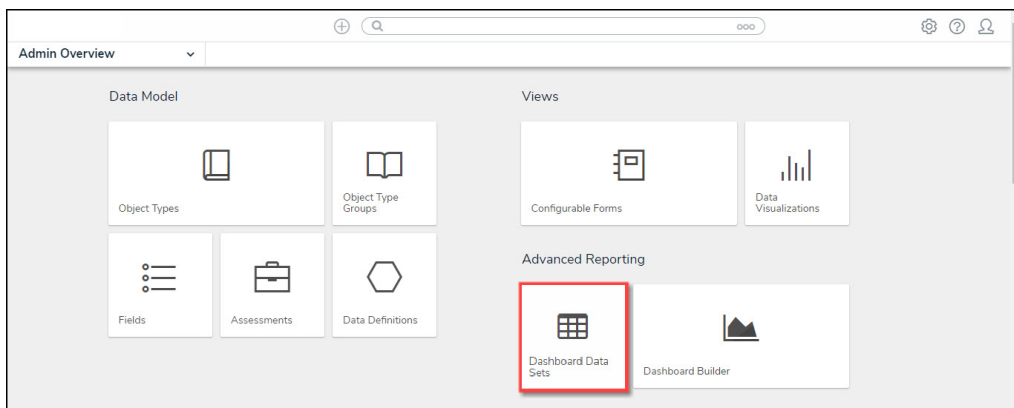 Admin Overview
Data Model
Object Types
Object Type
Groups
Fields
Assessments
Data Definitions
Views
Configurable Forms
Data
Visualizations
Advanced Reporting
Dashboard Data
Sets
Dashboard Builder